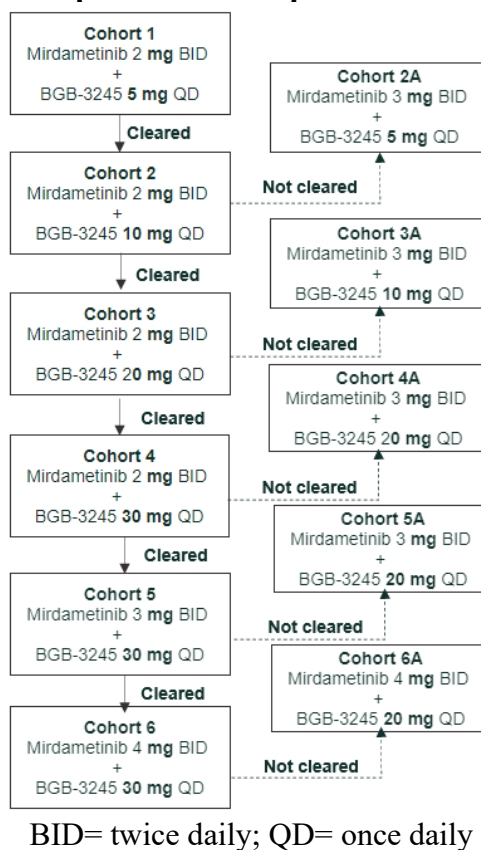 Cohort 1
Mirdametinib 2 mg BID
+
BGB-3245 5 mg QD
Cleared
Cohort 2
Mirdametinib 2 mg BID
+
BGB-3245 10 mg QD
Not cleared
Cohort 2A
Mirdametinib 3 mg BID
+
BGB-3245 5 mg QD
Cleared
Cohort 3
Mirdametinib 2 mg BID
+
BGB-3245 20 mg QD
Not cleared
Cohort 3A
Mirdametinib 3 mg BID
+
BGB-3245 10 mg QD
Cleared
Cohort 4
Mirdametinib 2 mg BID
+
BGB-3245 30 mg QD
Not cleared
Cohort 4A
Mirdametinib 3 mg BID
+
BGB-3245 20 mg QD
Cleared
Cohort 5
Mirdametinib 3 mg BID
+
BGB-3245 30 mg QD
Not cleared
Cohort 5A
Mirdametinib 3 mg BID
+
BGB-3245 20 mg QD
Cleared
Cohort 6
Mirdametinib 4 mg BID
+
BGB-3245 30 mg QD
Not cleared
Cohort 6A
Mirdametinib 4 mg BID
+
BGB-3245 20 mg QD
BID= twice daily; QD= once daily